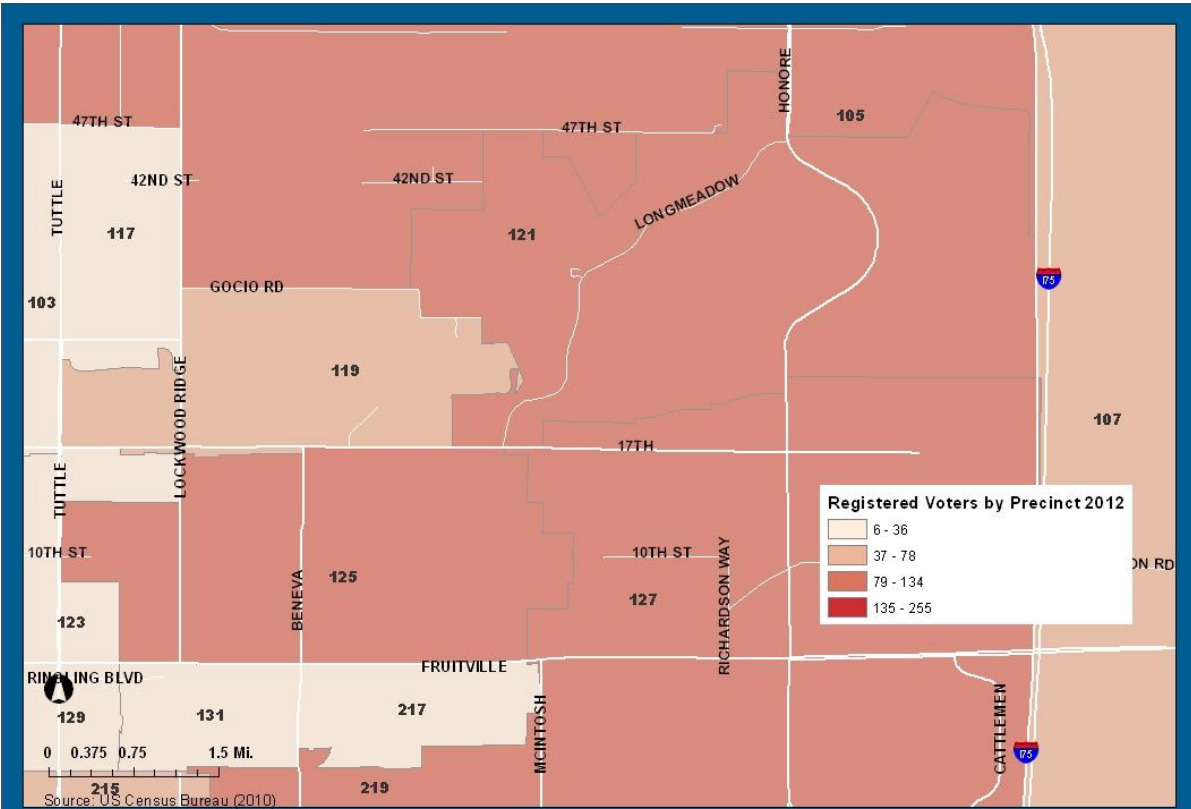 HONORE
105
47TH ST
47TH ST
42ND ST
42ND ST
TUTTLE
LONGMEADOW
117
121
GOCIO RD
103
75
119
LOCKWOOD RIDGE
107
17TH
TUTTLE
Registered Voters by Precinct 2012
6 - 36
37 - 78
79 - 134
135 - 255
10TH ST
10TH ST
ON RD
125
127
BENEVA
RICHARDSON WAY
123
FRUITVILLE
RINGLING BLVD
129
131
217
MCINTOSH
CATTLEMEN
75
0 0.375 0.75 1.5 Mi.
215
219
Source: US Census Bureau (2010)